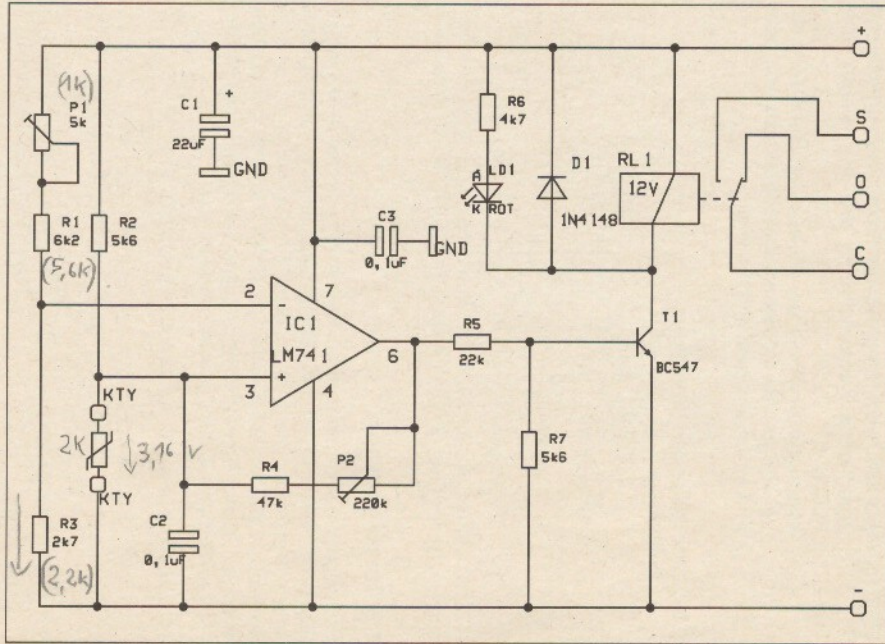 +
(1k)
P1
5k
C1
+
22uF
GND
R6
4k7
A LD1
K ROT
D1
1N4148
RL1
12V
S
O
C
R1
6k2
(5,6k)
R2
5k6
C3
0,1uF
GND
2
-
7
IC1
LM741
6
3
+
4
R5
22k
T1
BC547
KTY
2K
3,16 V
KTY
R4
47k
P2
220k
R7
5k6
R3
2k7
(2,2k)
C2
0,1uF
-